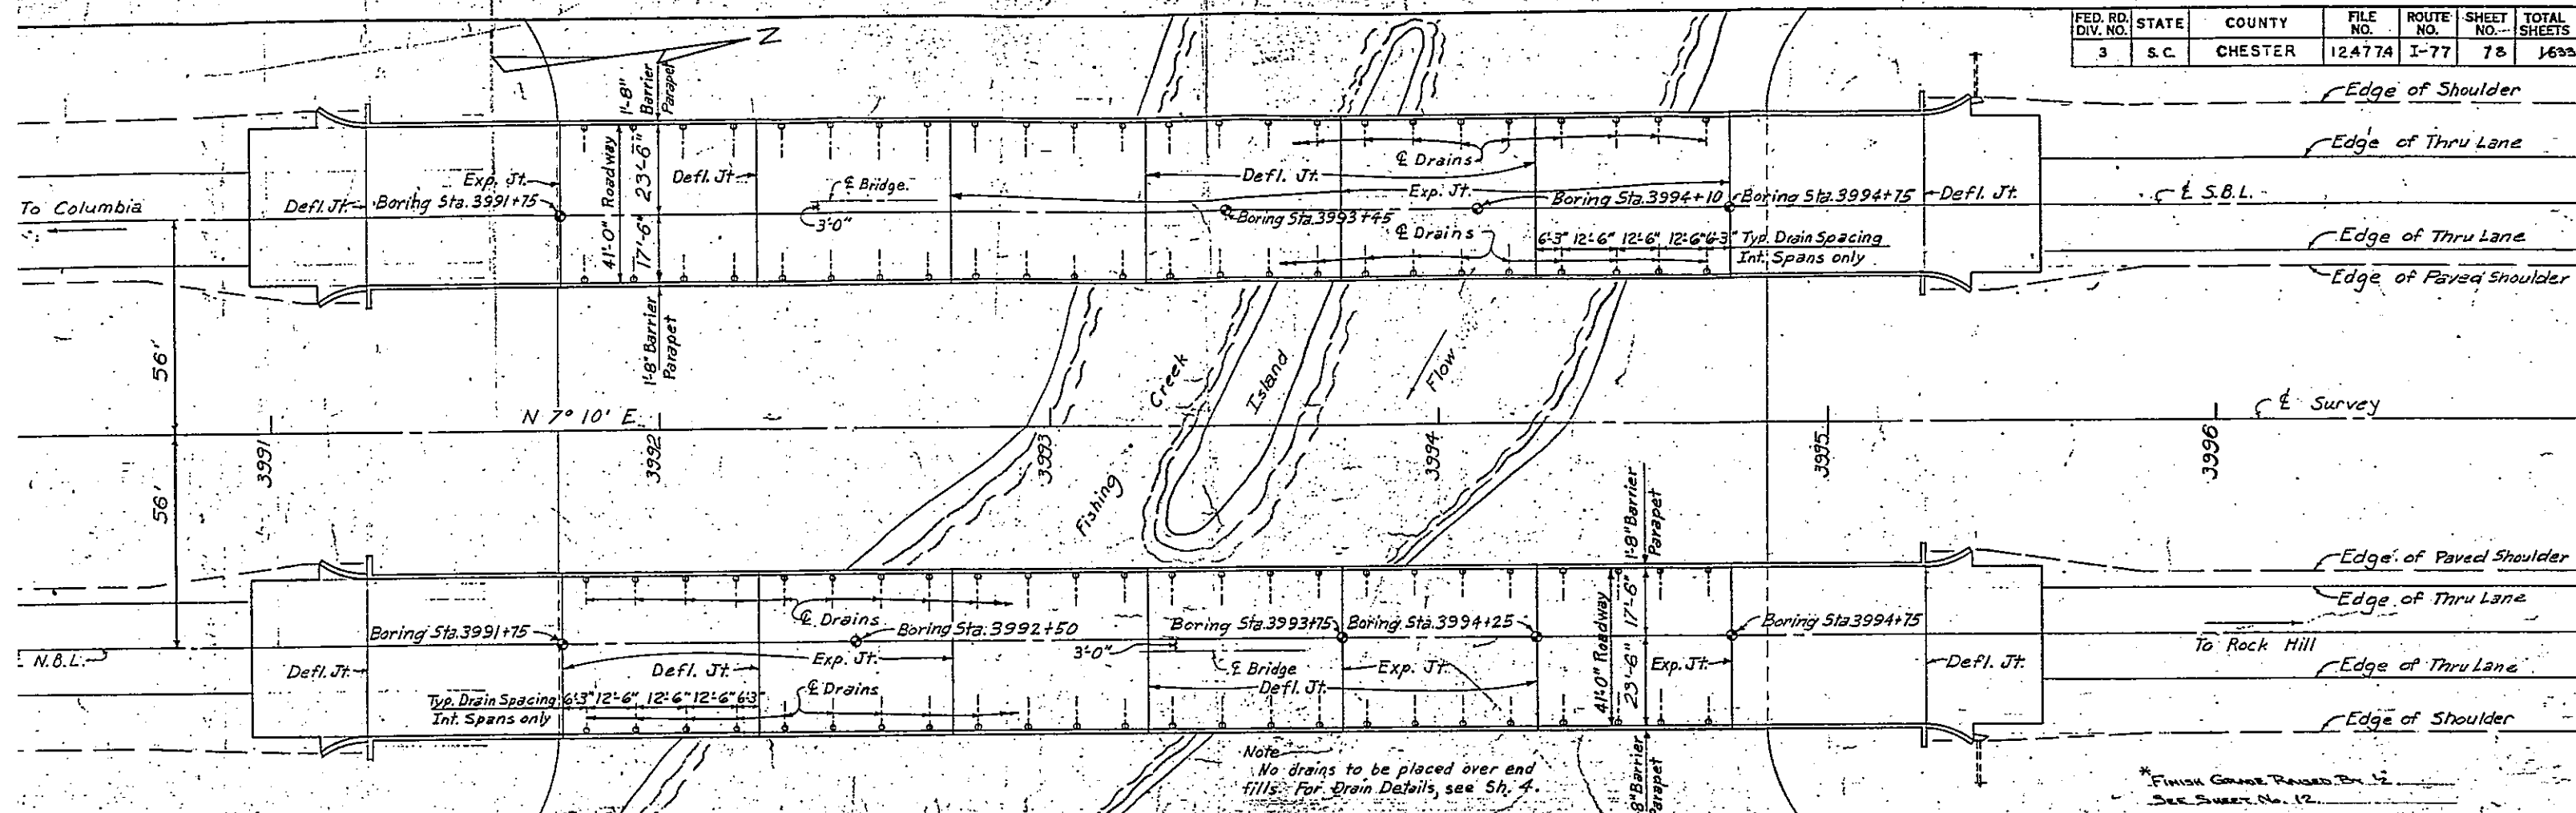 FED. RD. DIV. NO. STATE COUNTY FILE NO. ROUTE NO. SHEET NO. TOTAL SHEETS
3 S.C. CHESTER 12.477.4 I-77 78
N
1'-8" Barrier Parapet
Edge of Shoulder
Edge of Thru Lane
℄ S.B.L.
Edge of Thru Lane
Edge of Paved Shoulder
To Columbia
Defl. Jt.
Exp. Jt.
Boring Sta. 3991+75
41'-0" Roadway
23'-6"
17'-6"
Defl. Jt.
℄ Bridge
3'-0"
℄ Drains
Defl. Jt.
Exp. Jt.
Boring Sta. 3993+45
Boring Sta. 3994+10
Boring Sta. 3994+75
Defl. Jt.
℄ Drains
6'-3" 12'-6" 12'-6" 12'-6" 6'-3" Typ. Drain Spacing
Int. Spans only
1'-8" Barrier Parapet
56'
56'
Creek
Island
Flow
Fishing
N 7° 10' E
℄ Survey
3991
3992
3993
3994
3995
3996
1'-8" Barrier Parapet
Edge of Paved Shoulder
Edge of Thru Lane
To Rock Hill
Edge of Thru Lane
Edge of Shoulder
N.B.L.
Boring Sta. 3991+75
℄ Drains
Boring Sta. 3992+50
Boring Sta. 3993+75
Boring Sta. 3994+25
Boring Sta. 3994+75
Defl. Jt.
Defl. Jt.
Exp. Jt.
3'-0"
℄ Bridge
Defl. Jt.
Exp. Jt.
41'-0" Roadway
17'-6"
23'-6"
Exp. Jt.
Defl. Jt.
Typ. Drain Spacing 6'-3" 12'-6" 12'-6" 12'-6" 6'-3"
Int. Spans only
℄ Drains
8" Barrier Parapet
Note
No drains to be placed over end
fills. For Drain Details, see Sh. 4.
*FINISH GRADE RAISED BY
SEE SHEET No. 12